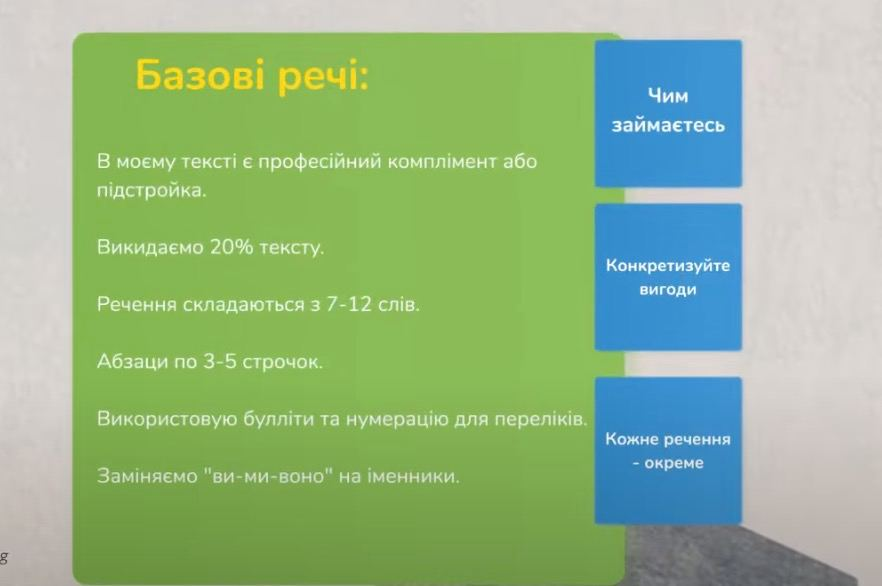 Базові речі:
В моєму тексті є професійний комплімент або
підстройка.
Викидаємо 20% тексту.
Речення складаються з 7-12 слів.
Абзаци по 3-5 строчок.
Використовую булліти та нумерацію для переліків.
Заміняємо "ви-ми-воно" на іменники.
Чим
займаєтесь
Конкретизуйте
вигоди
Кожне речення
- окреме
g